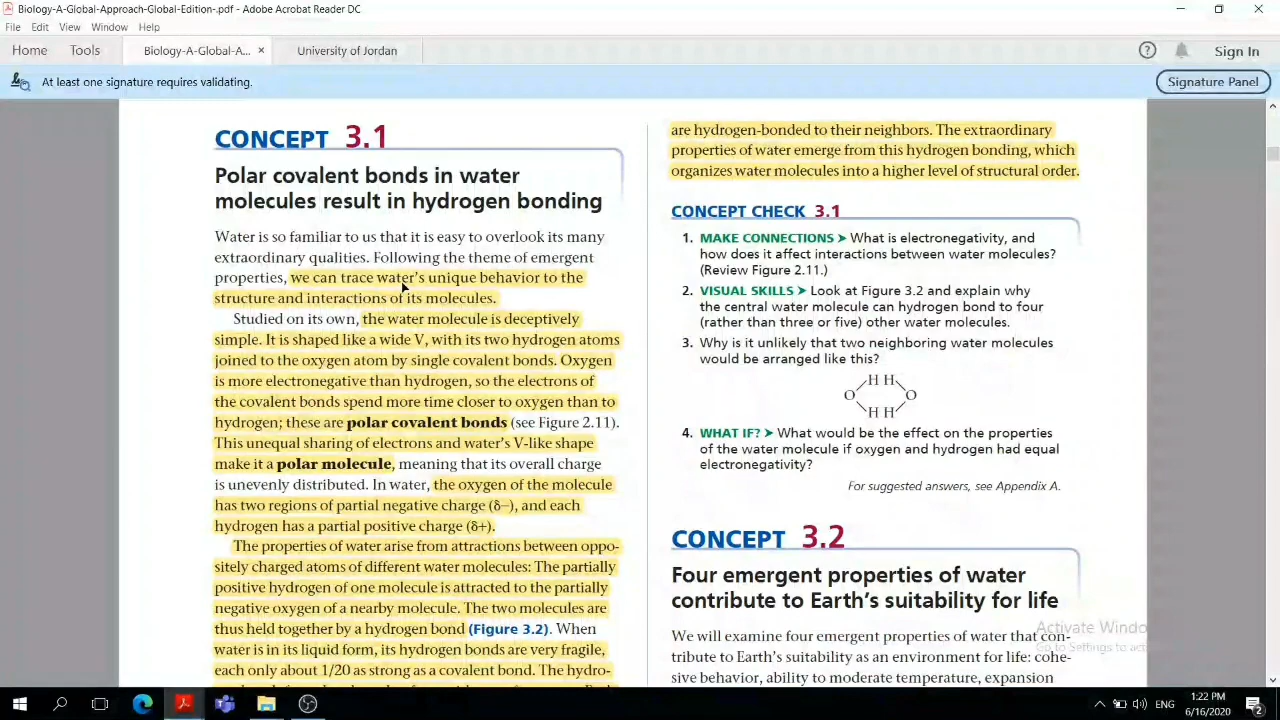 Biology-A-Global-Approach-Global-Edition-.pdf - Adobe Acrobat Reader DC
File Edit View Window Help
Home Tools Biology-A-Global-A... × University of Jordan Sign In
At least one signature requires validating. Signature Panel
CONCEPT 3.1
Polar covalent bonds in water
molecules result in hydrogen bonding
Water is so familiar to us that it is easy to overlook its many
extraordinary qualities. Following the theme of emergent
properties, we can trace water's unique behavior to the
structure and interactions of its molecules.
Studied on its own, the water molecule is deceptively
simple. It is shaped like a wide V, with its two hydrogen atoms
joined to the oxygen atom by single covalent bonds. Oxygen
is more electronegative than hydrogen, so the electrons of
the covalent bonds spend more time closer to oxygen than to
hydrogen; these are polar covalent bonds (see Figure 2.11).
This unequal sharing of electrons and water's V-like shape
make it a polar molecule, meaning that its overall charge
is unevenly distributed. In water, the oxygen of the molecule
has two regions of partial negative charge (δ−), and each
hydrogen has a partial positive charge (δ+).
The properties of water arise from attractions between oppo-
sitely charged atoms of different water molecules: The partially
positive hydrogen of one molecule is attracted to the partially
negative oxygen of a nearby molecule. The two molecules are
thus held together by a hydrogen bond (Figure 3.2). When
water is in its liquid form, its hydrogen bonds are very fragile,
each only about 1/20 as strong as a covalent bond. The hydro-
are hydrogen-bonded to their neighbors. The extraordinary
properties of water emerge from this hydrogen bonding, which
organizes water molecules into a higher level of structural order.
CONCEPT CHECK 3.1
1. MAKE CONNECTIONS ➤ What is electronegativity, and
how does it affect interactions between water molecules?
(Review Figure 2.11.)
2. VISUAL SKILLS ➤ Look at Figure 3.2 and explain why
the central water molecule can hydrogen bond to four
(rather than three or five) other water molecules.
3. Why is it unlikely that two neighboring water molecules
would be arranged like this?
H H
O O
H H
4. WHAT IF? ➤ What would be the effect on the properties
of the water molecule if oxygen and hydrogen had equal
electronegativity?
For suggested answers, see Appendix A.
CONCEPT 3.2
Four emergent properties of water
contribute to Earth's suitability for life
We will examine four emergent properties of water that con-
tribute to Earth's suitability as an environment for life: cohe-
sive behavior, ability to moderate temperature, expansion
Activate Windo
Go to Settings to act
ENG
1:22 PM
6/16/2020
2